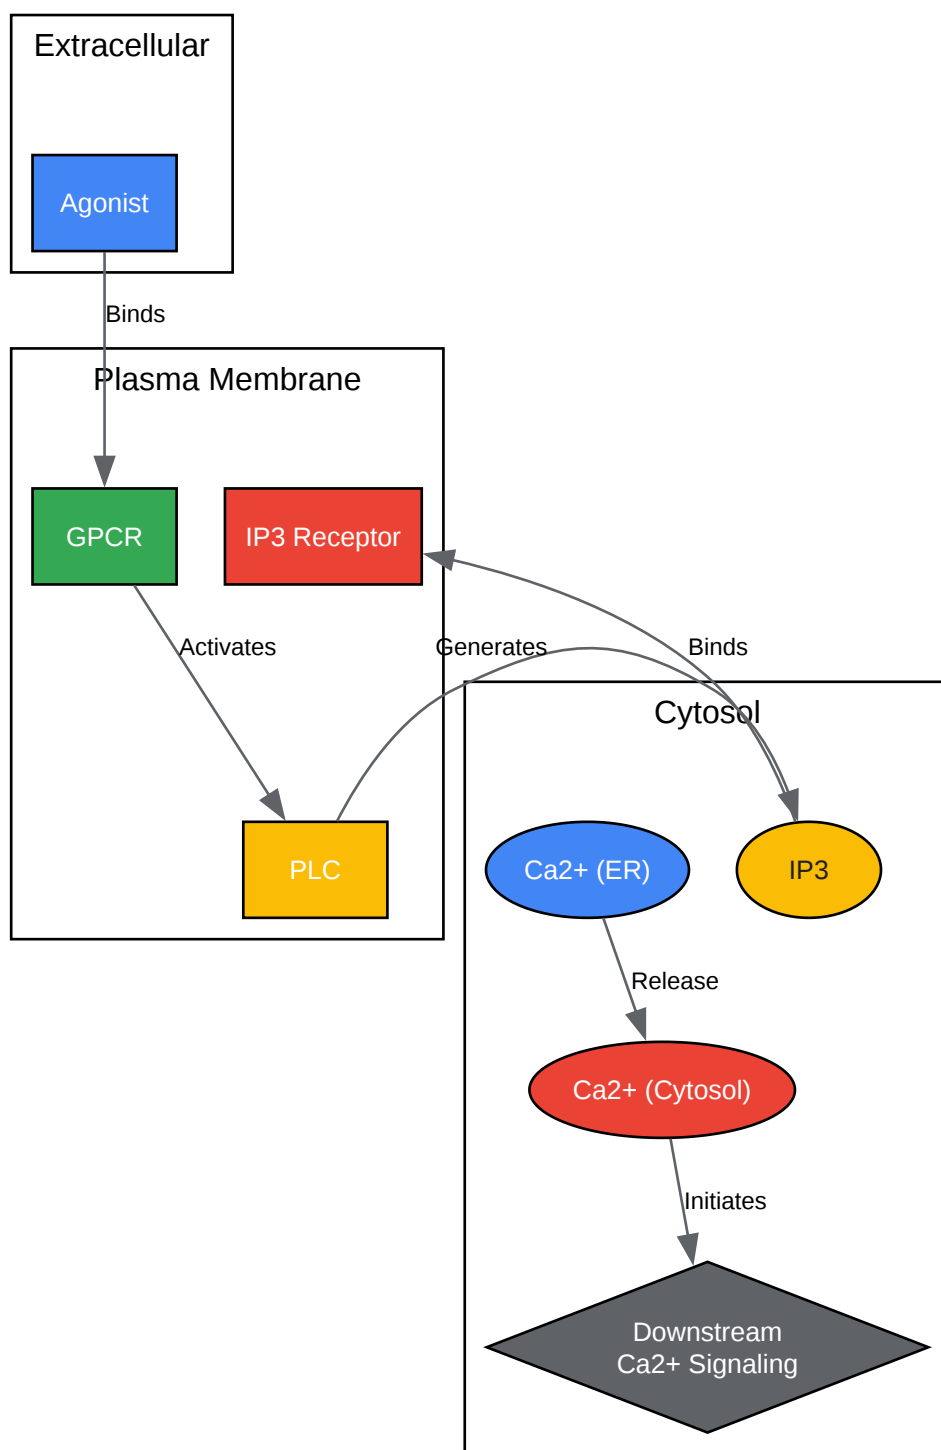 Extracellular
Agonist
Binds
Plasma Membrane
GPCR
IP3 Receptor
Activates
Generates
Binds
Cytosol
PLC
Ca2+ (ER)
IP3
Release
Ca2+ (Cytosol)
Initiates
Downstream
Ca2+ Signaling